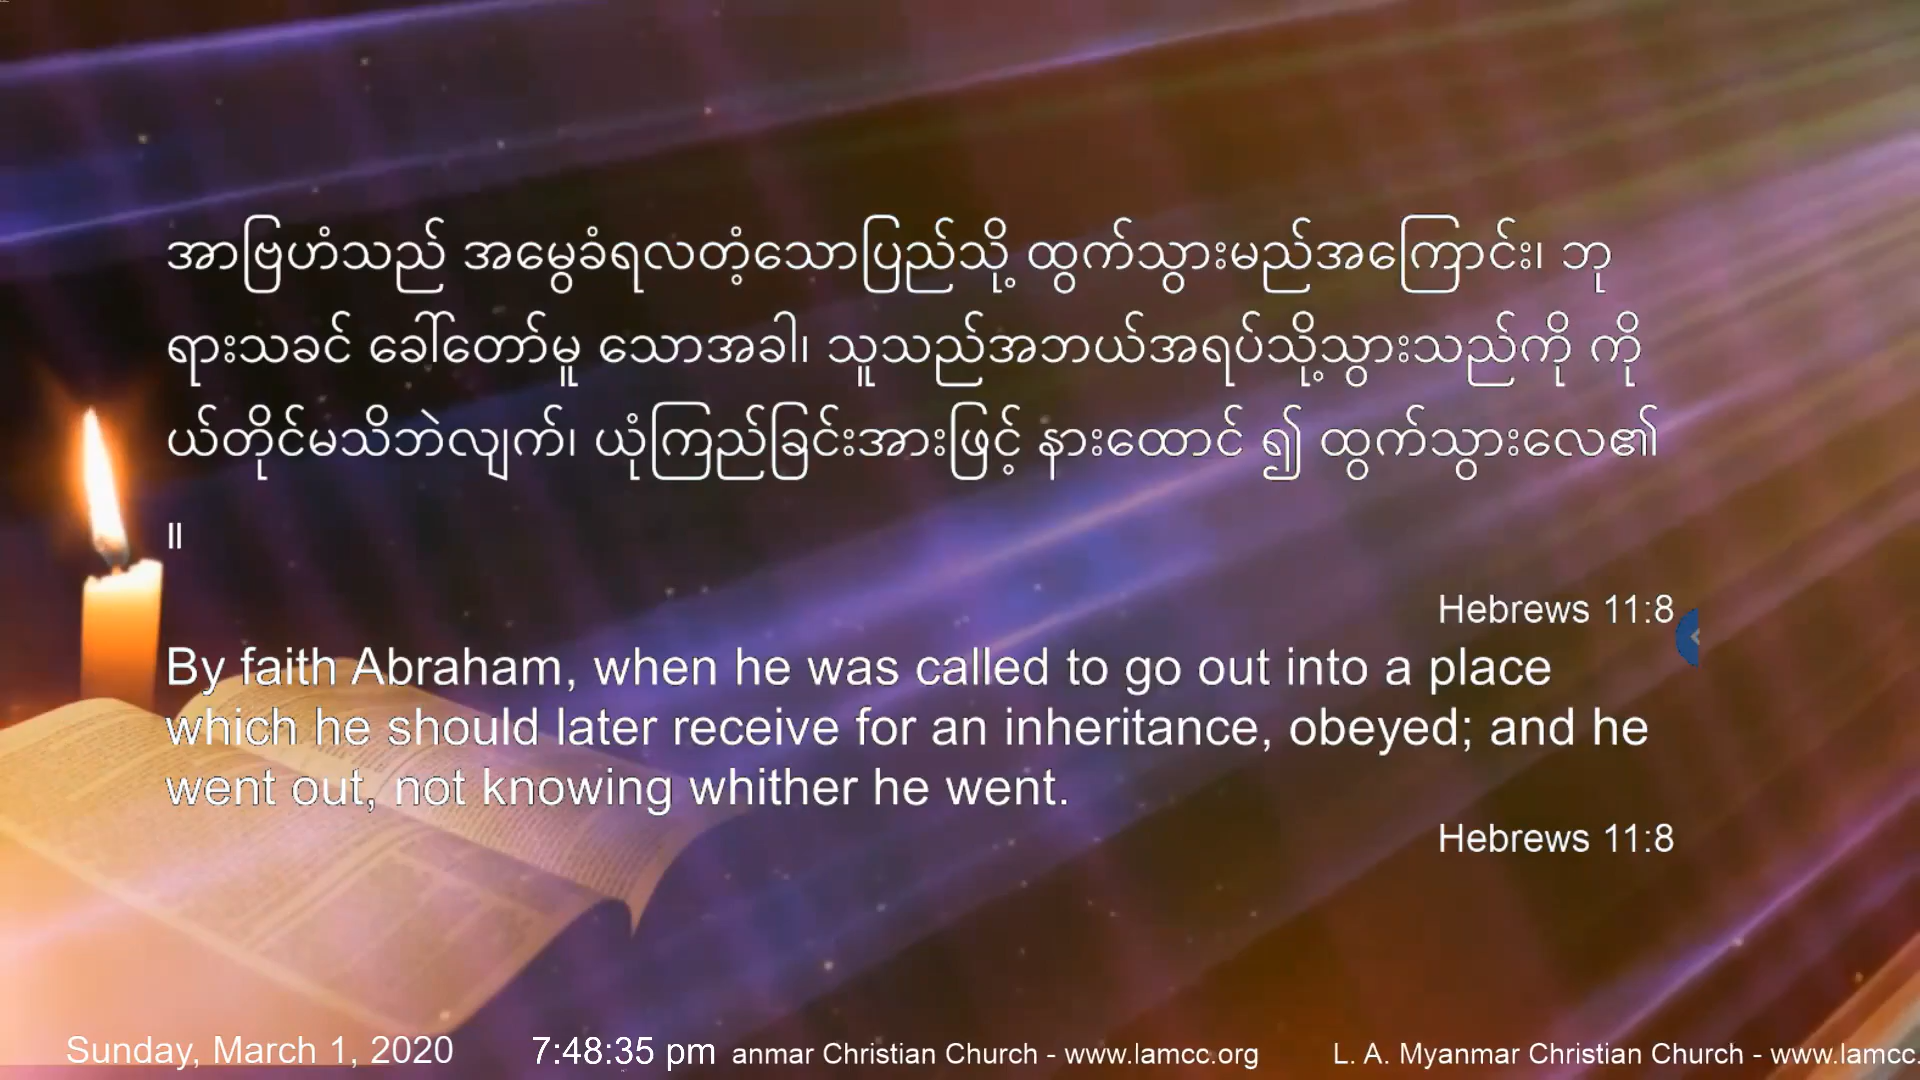 အာဗြဟံသည် အမွေခံရလတံ့သောပြည်သို့ ထွက်သွားမည်အကြောင်း၊ ဘု
ရားသခင် ခေါ်တော်မူ သောအခါ၊ သူသည်အဘယ်အရပ်သို့သွားသည်ကို ကို
ယ်တိုင်မသိဘဲလျက်၊ ယုံကြည်ခြင်းအားဖြင့် နားထောင် ၍ ထွက်သွားလေ၏
။
Hebrews 11:8
By faith Abraham, when he was called to go out into a place
which he should later receive for an inheritance, obeyed; and he
went out, not knowing whither he went.
Hebrews 11:8
Sunday, March 1, 2020 7:48:35 pm anmar Christian Church - www.lamcc.org L. A. Myanmar Christian Church - www.lamcc.